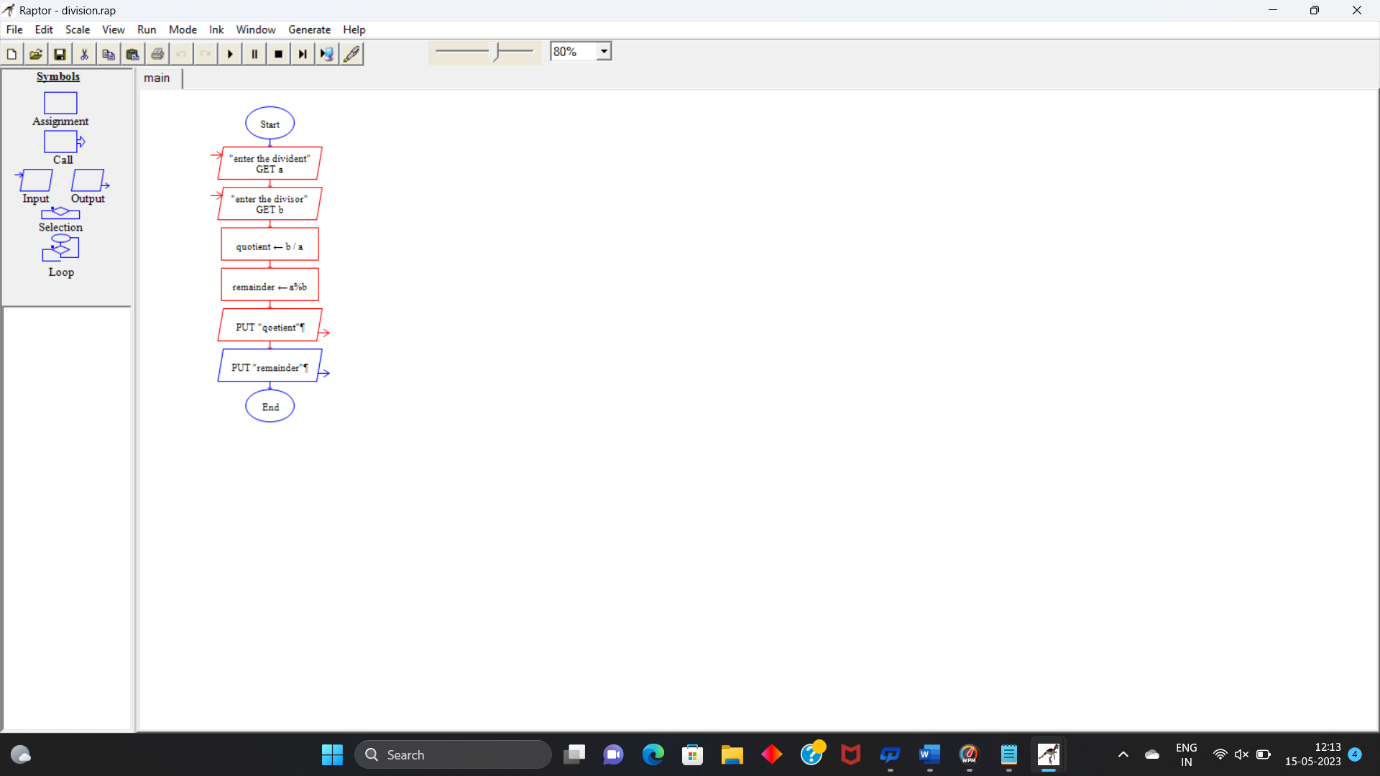 Raptor - division.rap
File Edit Scale View Run Mode Ink Window Generate Help
80%
Symbols
Assignment
Call
Input Output
Selection
Loop
main
Start
"enter the divident"
GET a
"enter the divisor"
GET b
quotient ← b / a
remainder ← a%b
PUT "qoetient"¶
PUT "remainder"¶
End
Search
ENG
IN
12:13
15-05-2023
4